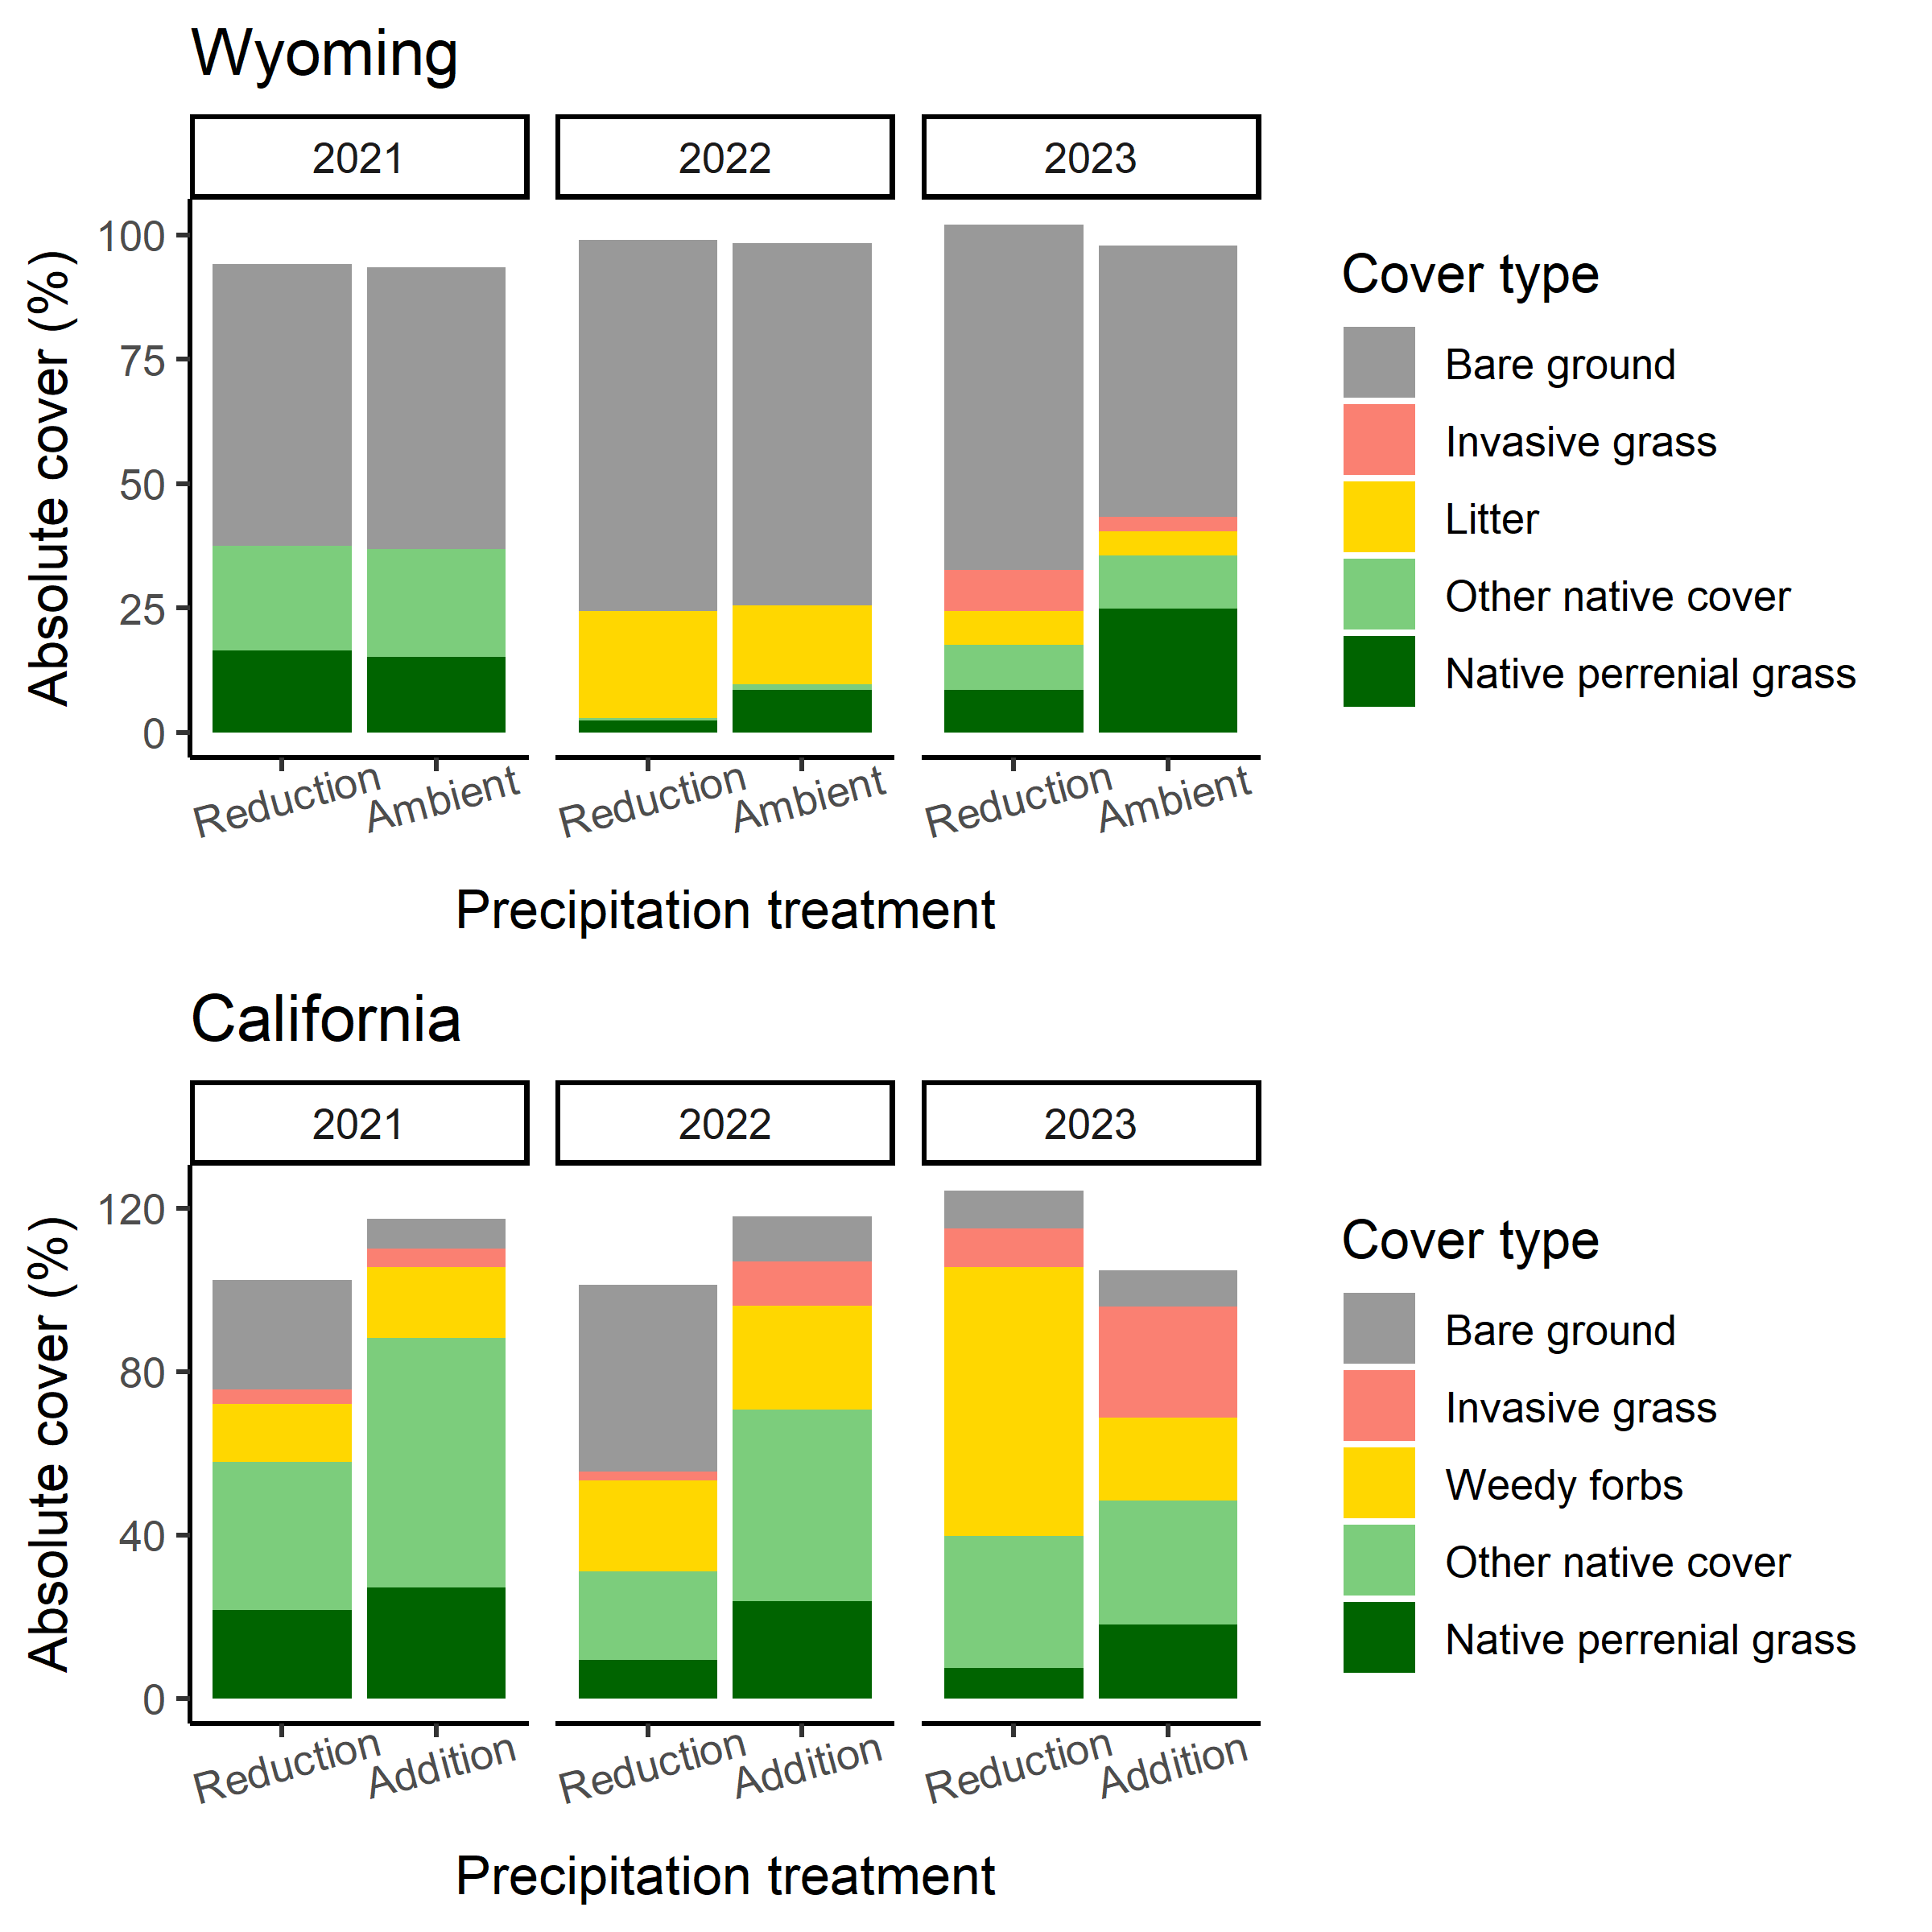 Wyoming
2021 2022 2023
Absolute cover (%)
100
75
50
25
0
Reduction Ambient Reduction Ambient Reduction Ambient
Precipitation treatment
Cover type
Bare ground
Invasive grass
Litter
Other native cover
Native perrenial grass
California
2021 2022 2023
Absolute cover (%)
120
80
40
0
Reduction Addition Reduction Addition Reduction Addition
Precipitation treatment
Cover type
Bare ground
Invasive grass
Weedy forbs
Other native cover
Native perrenial grass